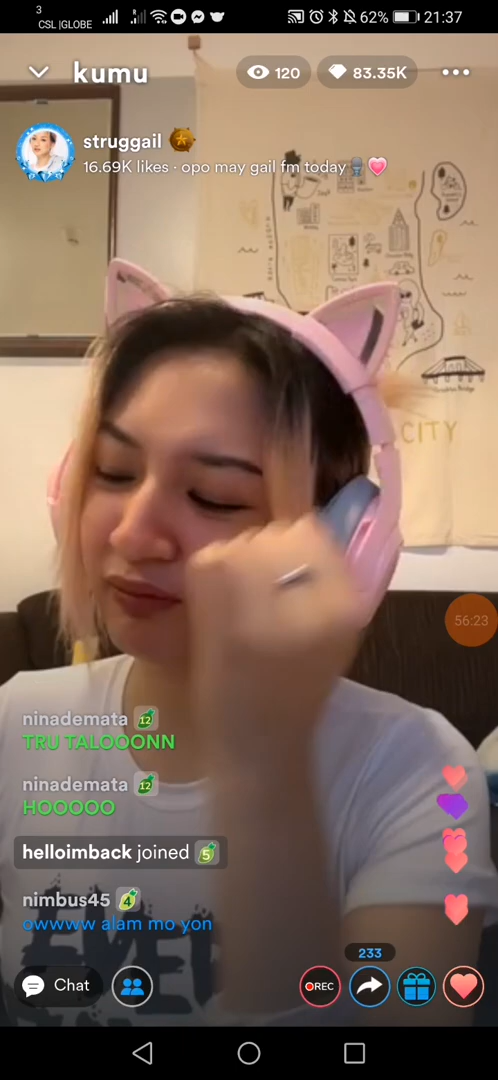 3
CSL |GLOBE
62%
21:37
kumu
120
83.35K
struggail
16.69K likes · opo may gail fm today
CITY
56:23
ninademata 12
TRU TALOOONN
ninademata 12
HOOOOO
helloimback joined 5
nimbus45 4
owwww alam mo yon
233
Chat
REC